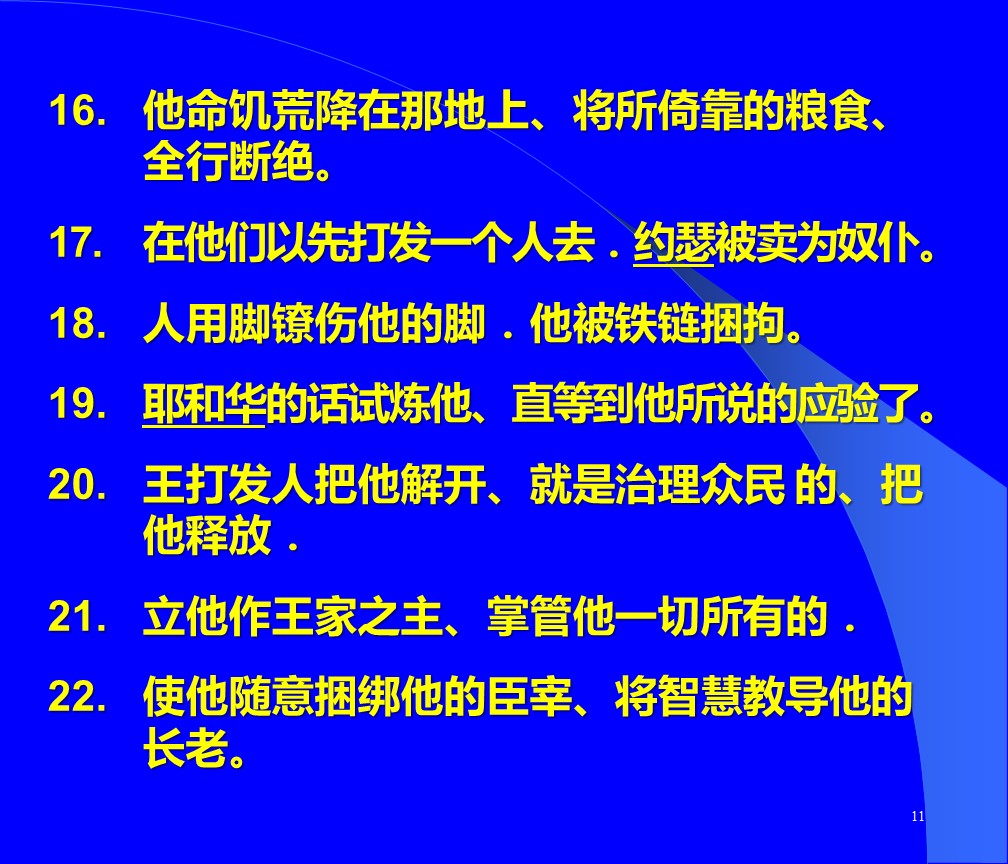 16. 他命饥荒降在那地上、将所倚靠的粮食、
全行断绝。
17. 在他们以先打发一个人去．约瑟被卖为奴仆。
18. 人用脚镣伤他的脚．他被铁链捆拘。
19. 耶和华的话试炼他、直等到他所说的应验了。
20. 王打发人把他解开、就是治理众民 的、把
他释放．
21. 立他作王家之主、掌管他一切所有的．
22. 使他随意捆绑他的臣宰、将智慧教导他的
长老。
11